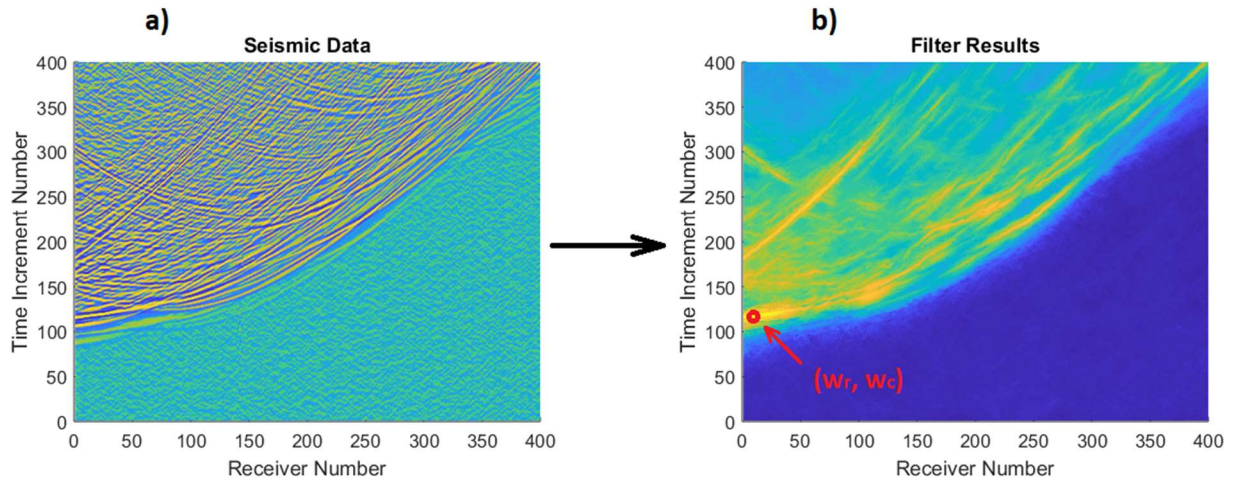 a)
Seismic Data
400
350
300
250
200
150
100
50
0
Time Increment Number
0 50 100 150 200 250 300 350 400
Receiver Number
b)
Filter Results
400
350
300
250
200
150
100
50
0
Time Increment Number
(wr, wc)
0 50 100 150 200 250 300 350 400
Receiver Number